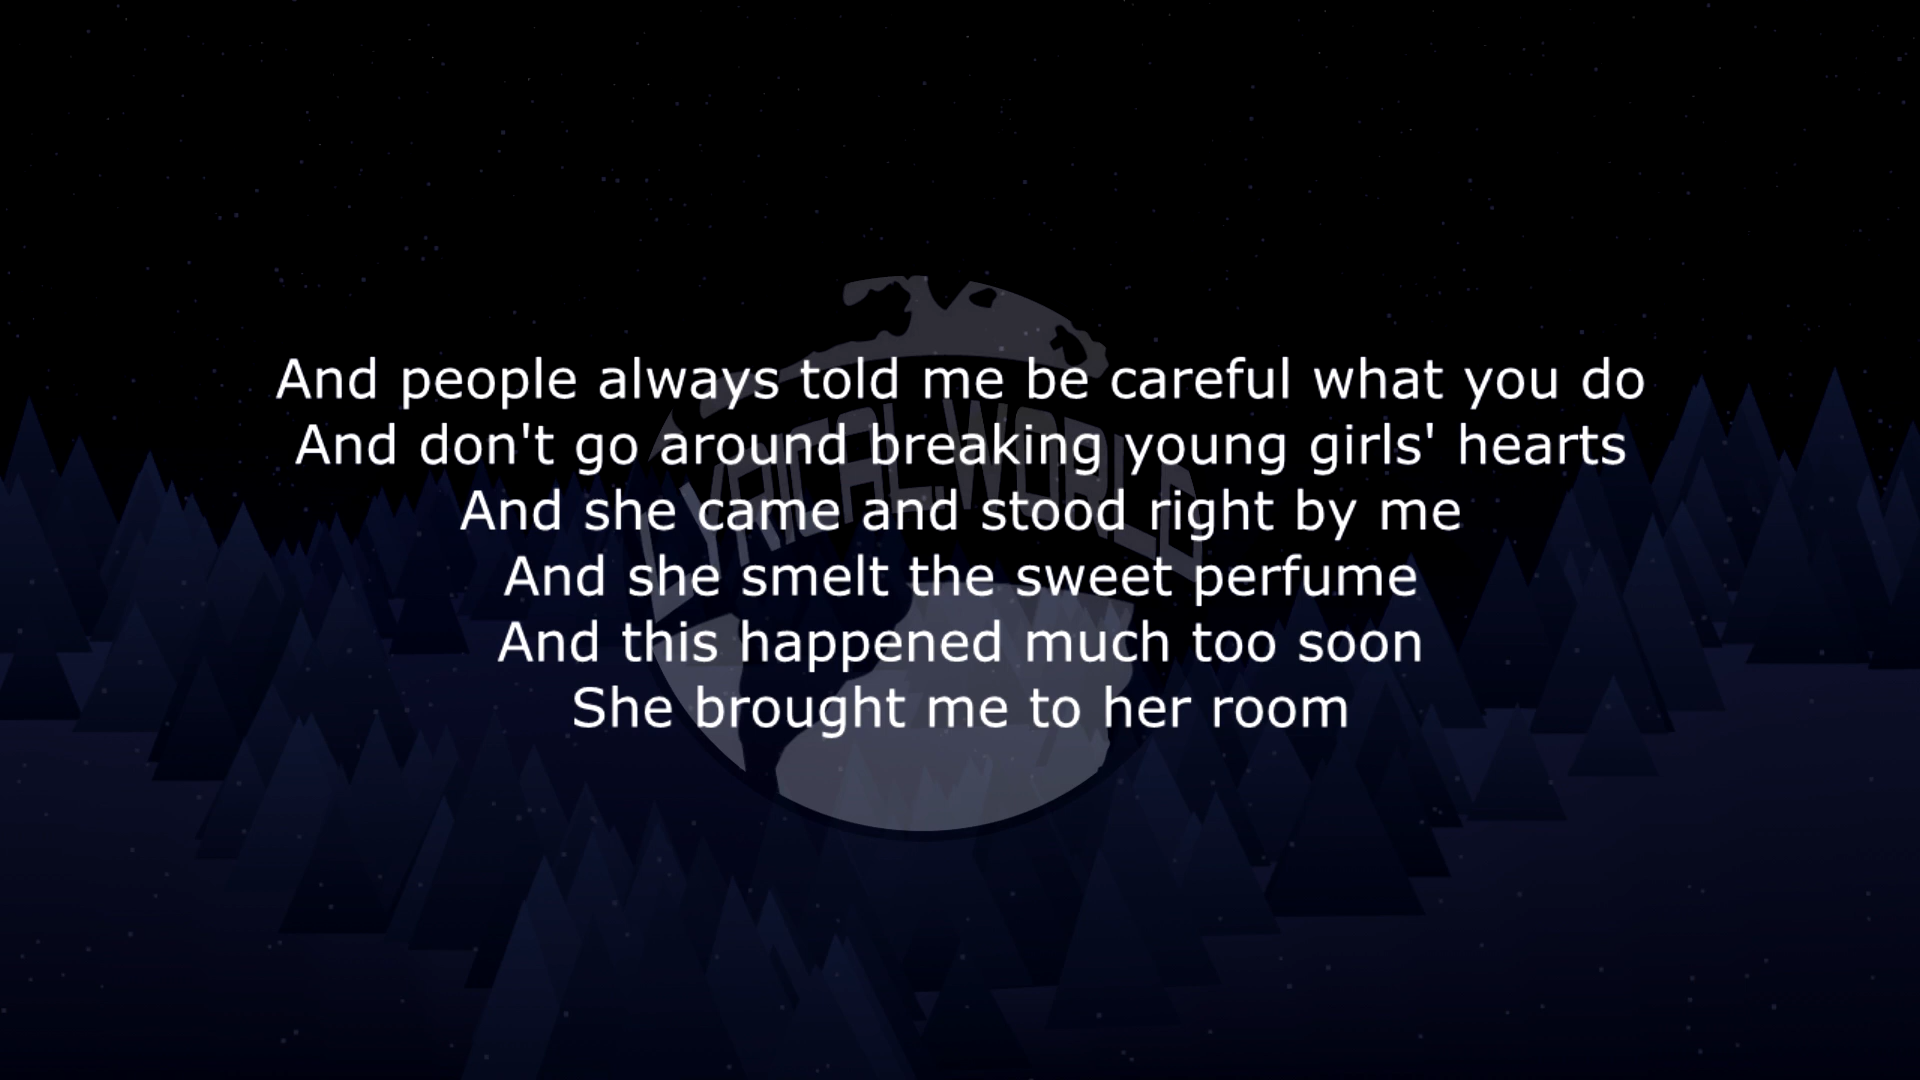 And people always told me be careful what you do
And don't go around breaking young girls' hearts
And she came and stood right by me
And she smelt the sweet perfume
And this happened much too soon
She brought me to her room
LYRICAL WORLD